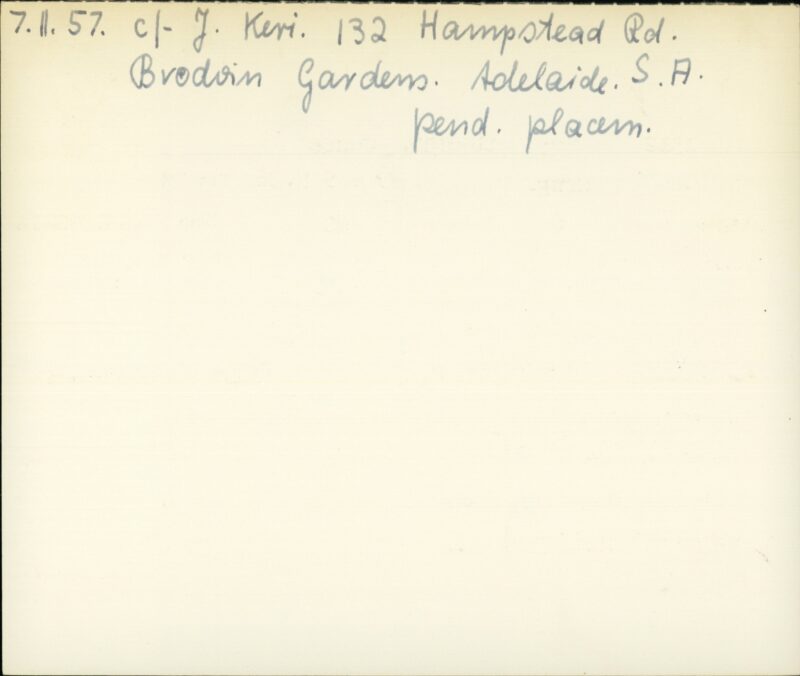 7.11.57. c/- J. Keri. 132 Hampstead Rd.
Brodvin Gardens. Adelaide. S.A.
pend. placem.